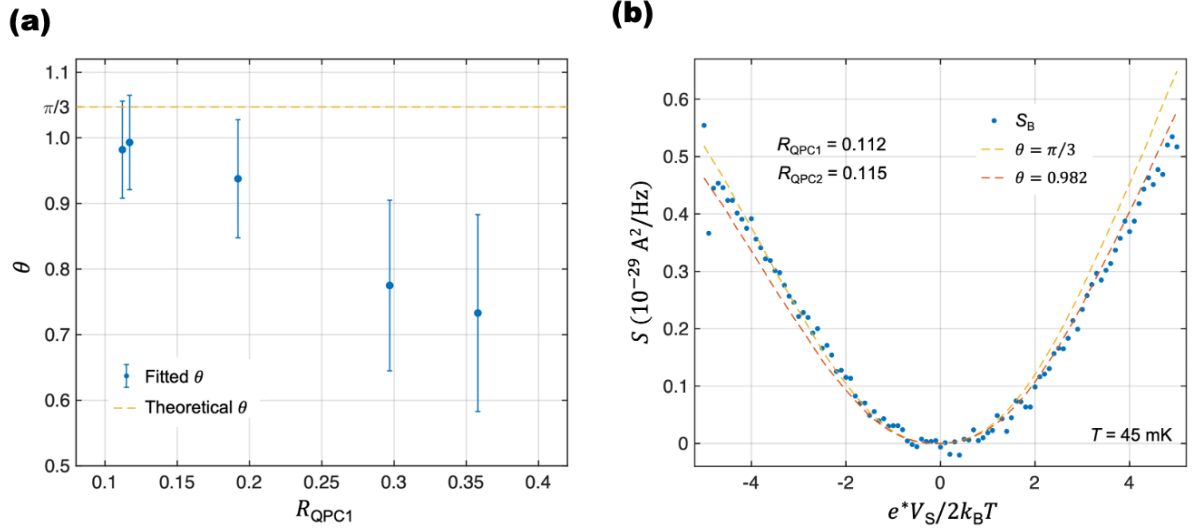 (a)
1.1
π/3
1.0
0.9
0.8
0.7
0.6
0.5
θ
Fitted θ
Theoretical θ
0.1 0.15 0.2 0.25 0.3 0.35 0.4
R_QPC1
(b)
0.6
0.5
0.4
0.3
0.2
0.1
0
S (10⁻²⁹ A²/Hz)
R_QPC1 = 0.112
R_QPC2 = 0.115
S_B
θ = π/3
θ = 0.982
T = 45 mK
-4 -2 0 2 4
e*V_S/2k_BT